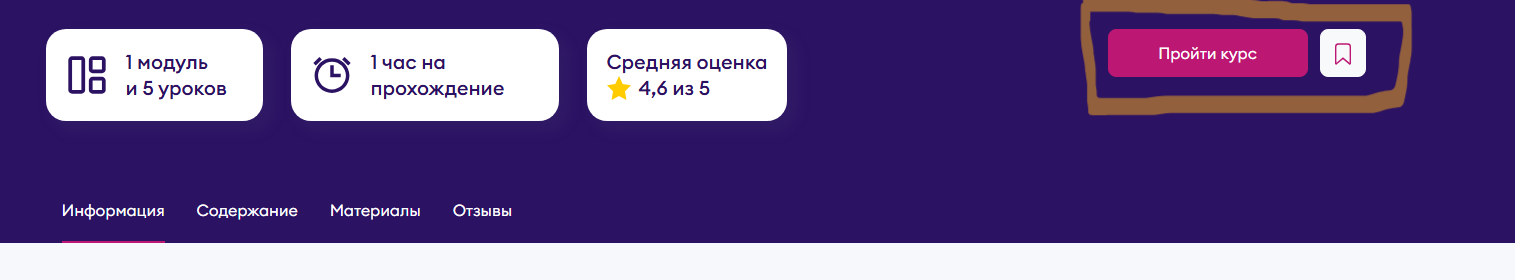 1 модуль
и 5 уроков
1 час на
прохождение
Средняя оценка
4,6 из 5
Пройти курс
Информация
Содержание
Материалы
Отзывы